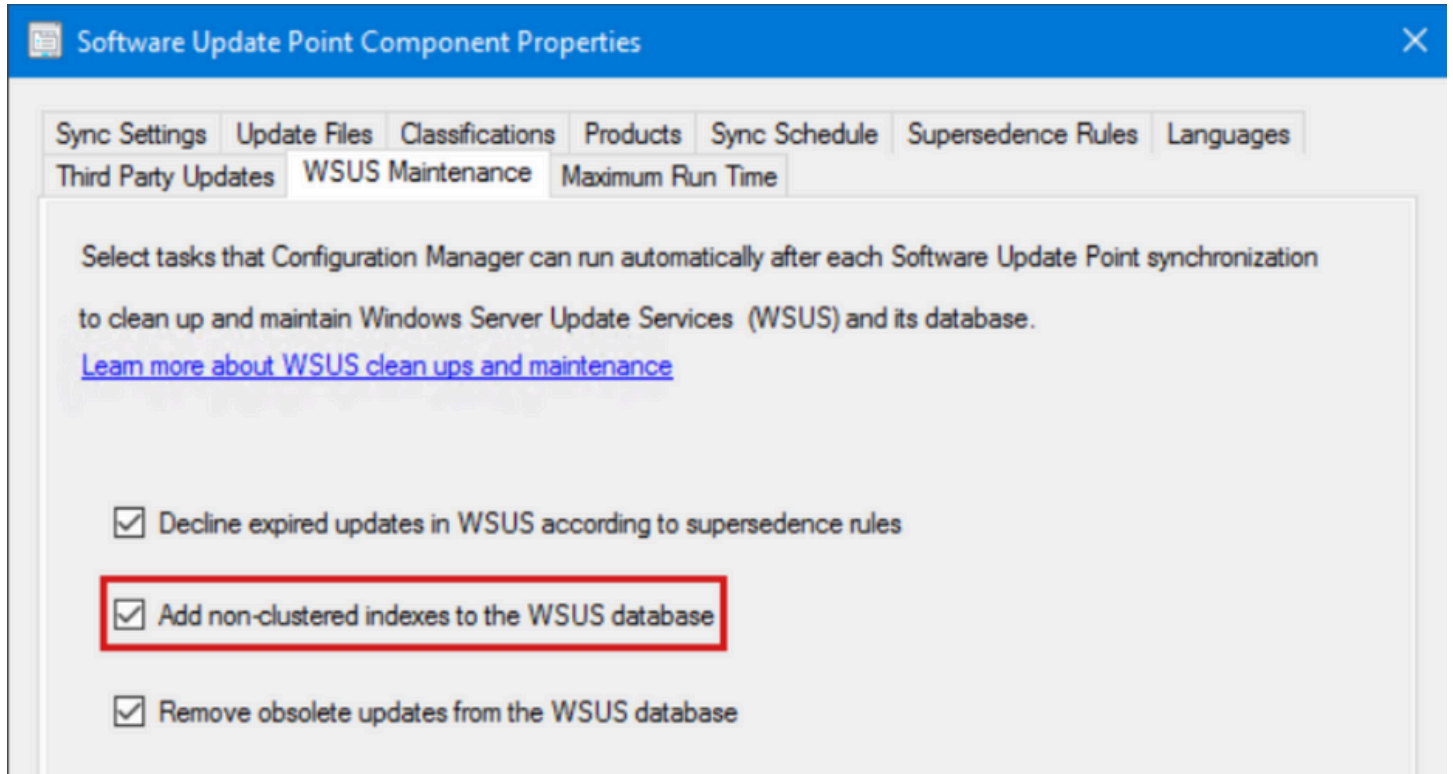 Software Update Point Component Properties
Sync Settings Update Files Classifications Products Sync Schedule Supersedence Rules Languages
Third Party Updates WSUS Maintenance Maximum Run Time
Select tasks that Configuration Manager can run automatically after each Software Update Point synchronization
to clean up and maintain Windows Server Update Services (WSUS) and its database.
Learn more about WSUS clean ups and maintenance
Decline expired updates in WSUS according to supersedence rules
Add non-clustered indexes to the WSUS database
Remove obsolete updates from the WSUS database